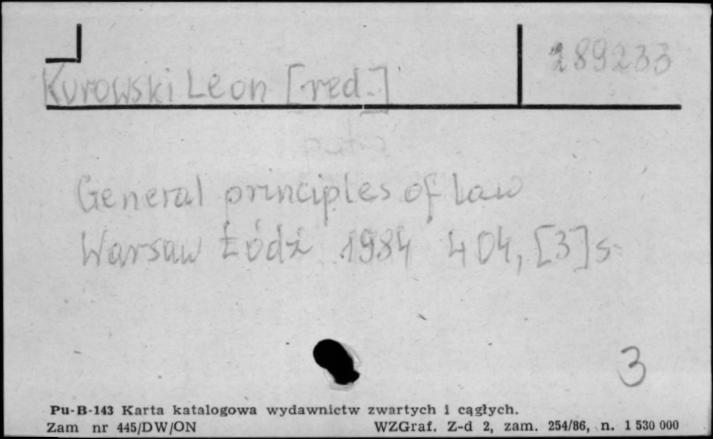 Kurowski Leon [red.] 289233
General principles of law
Warsaw Łódź 1984 404, [3] s.
3
Pu-B-143 Karta katalogowa wydawnictw zwartych i cągłych.
Zam nr 445/DW/ON WZGraf. Z-d 2, zam. 254/86, n. 1 530 000